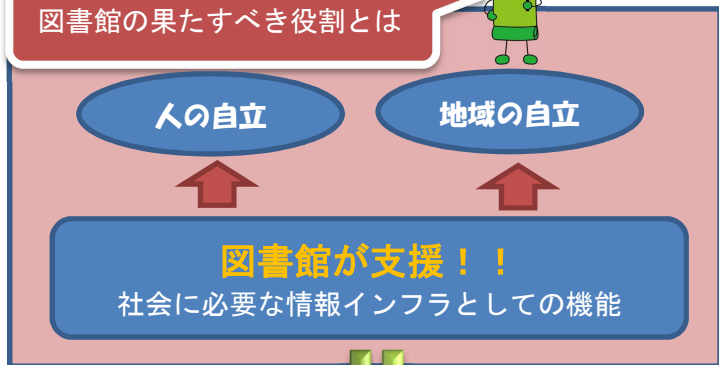 図書館の果たすべき役割とは
人の自立
地域の自立
図書館が支援！！
社会に必要な情報インフラとしての機能